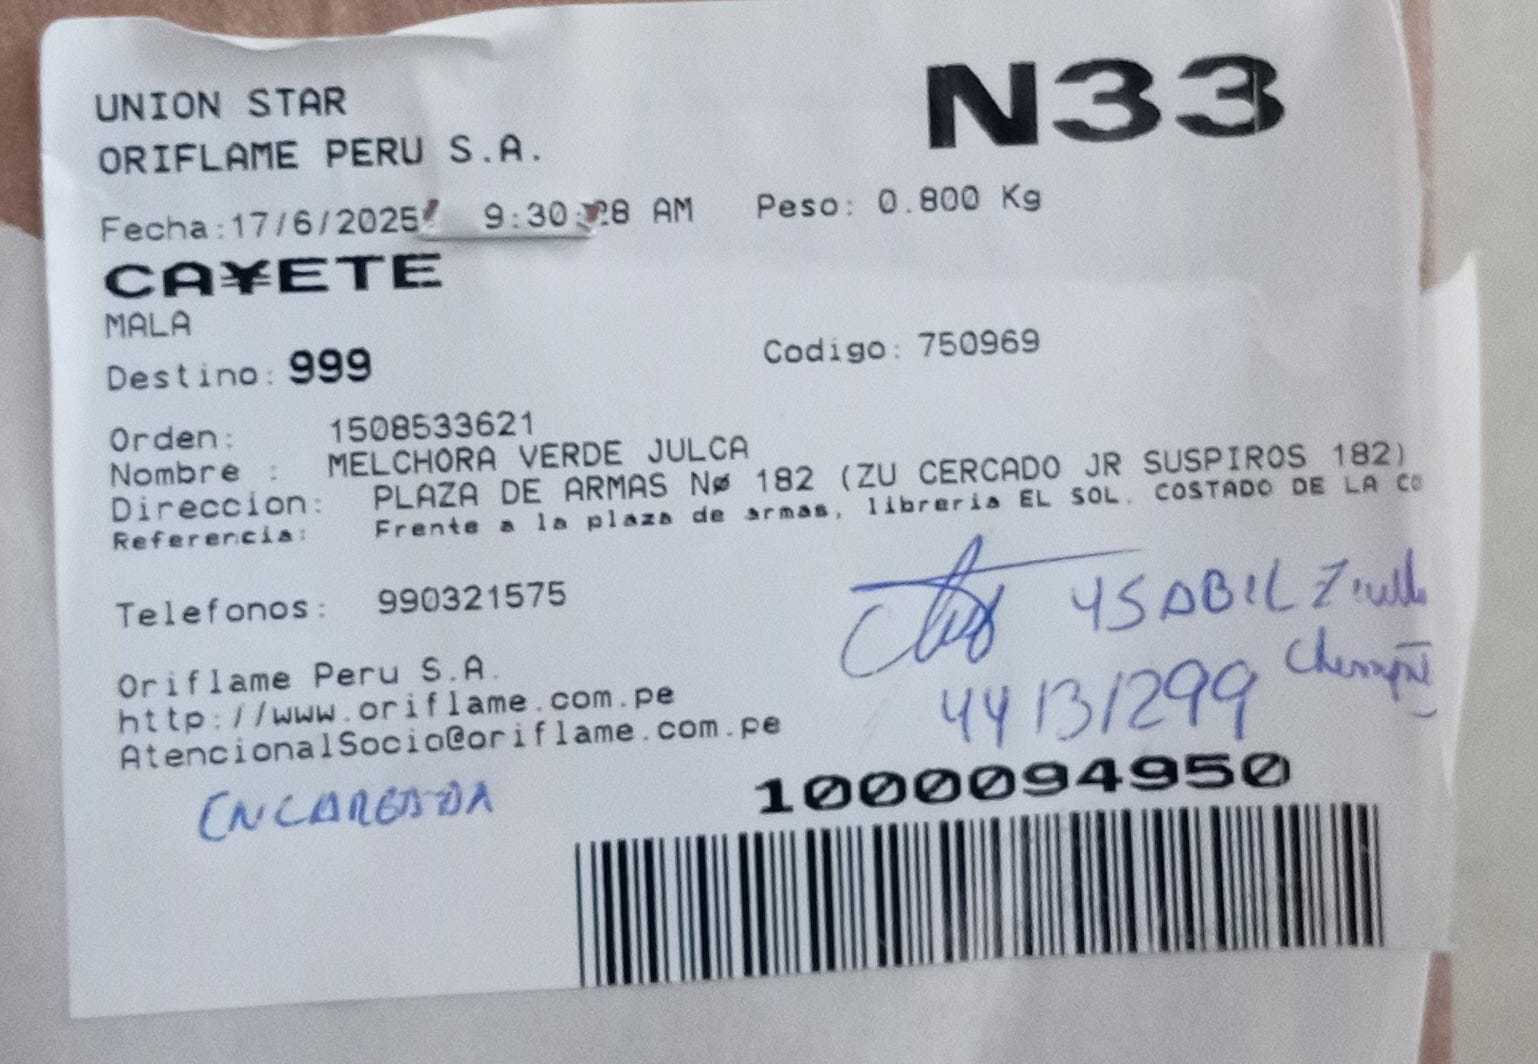 UNION STAR
N33
ORIFLAME PERU S.A.
Fecha:17/6/2025 9:30:28 AM Peso: 0.800 Kg
CA¥ETE
MALA
Destino: 999 Codigo: 750969
Orden: 1508533621
Nombre : MELCHORA VERDE JULCA
Direccion: PLAZA DE ARMAS Nø 182 (ZU CERCADO JR SUSPIROS 182)
Referencia: Frente a la plaza de armas, libreria EL SOL. COSTADO DE LA CO
Telefonos: 990321575
YSABIL
Oriflame Peru S.A.
http://www.oriflame.com.pe
44131299
AtencionalSocio@oriflame.com.pe
ENCARGADA
1000094950